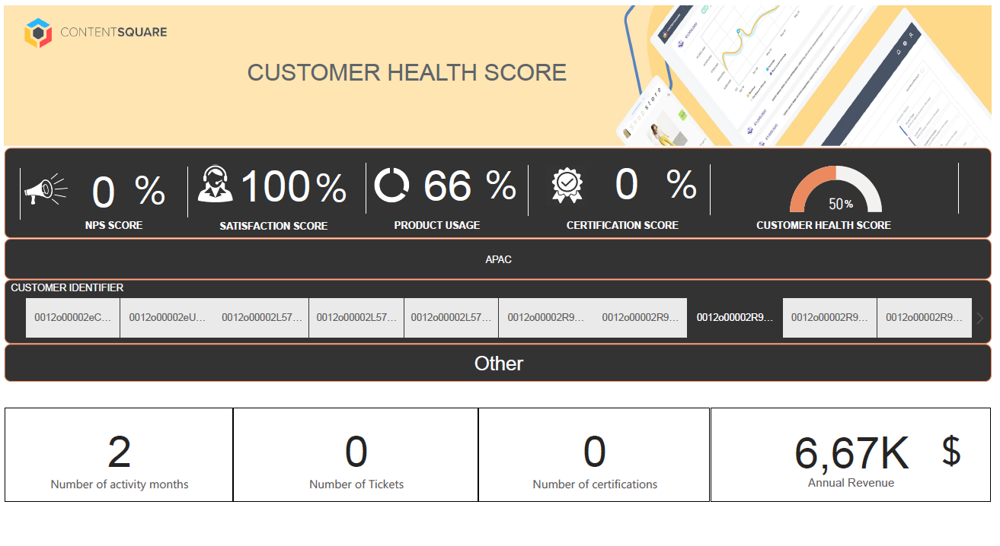 CONTENTSQUARE
CUSTOMER HEALTH SCORE
Shopstore
0 %
NPS SCORE
100 %
SATISFACTION SCORE
66 %
PRODUCT USAGE
0 %
CERTIFICATION SCORE
50%
CUSTOMER HEALTH SCORE
APAC
CUSTOMER IDENTIFIER
0012o00002eC... 0012o00002eU... 0012o00002L57... 0012o00002L57... 0012o00002L57... 0012o00002R9... 0012o00002R9... 0012o00002R9... 0012o00002R9... 0012o00002R9...
Other
2
Number of activity months
0
Number of Tickets
0
Number of certifications
6,67K $
Annual Revenue